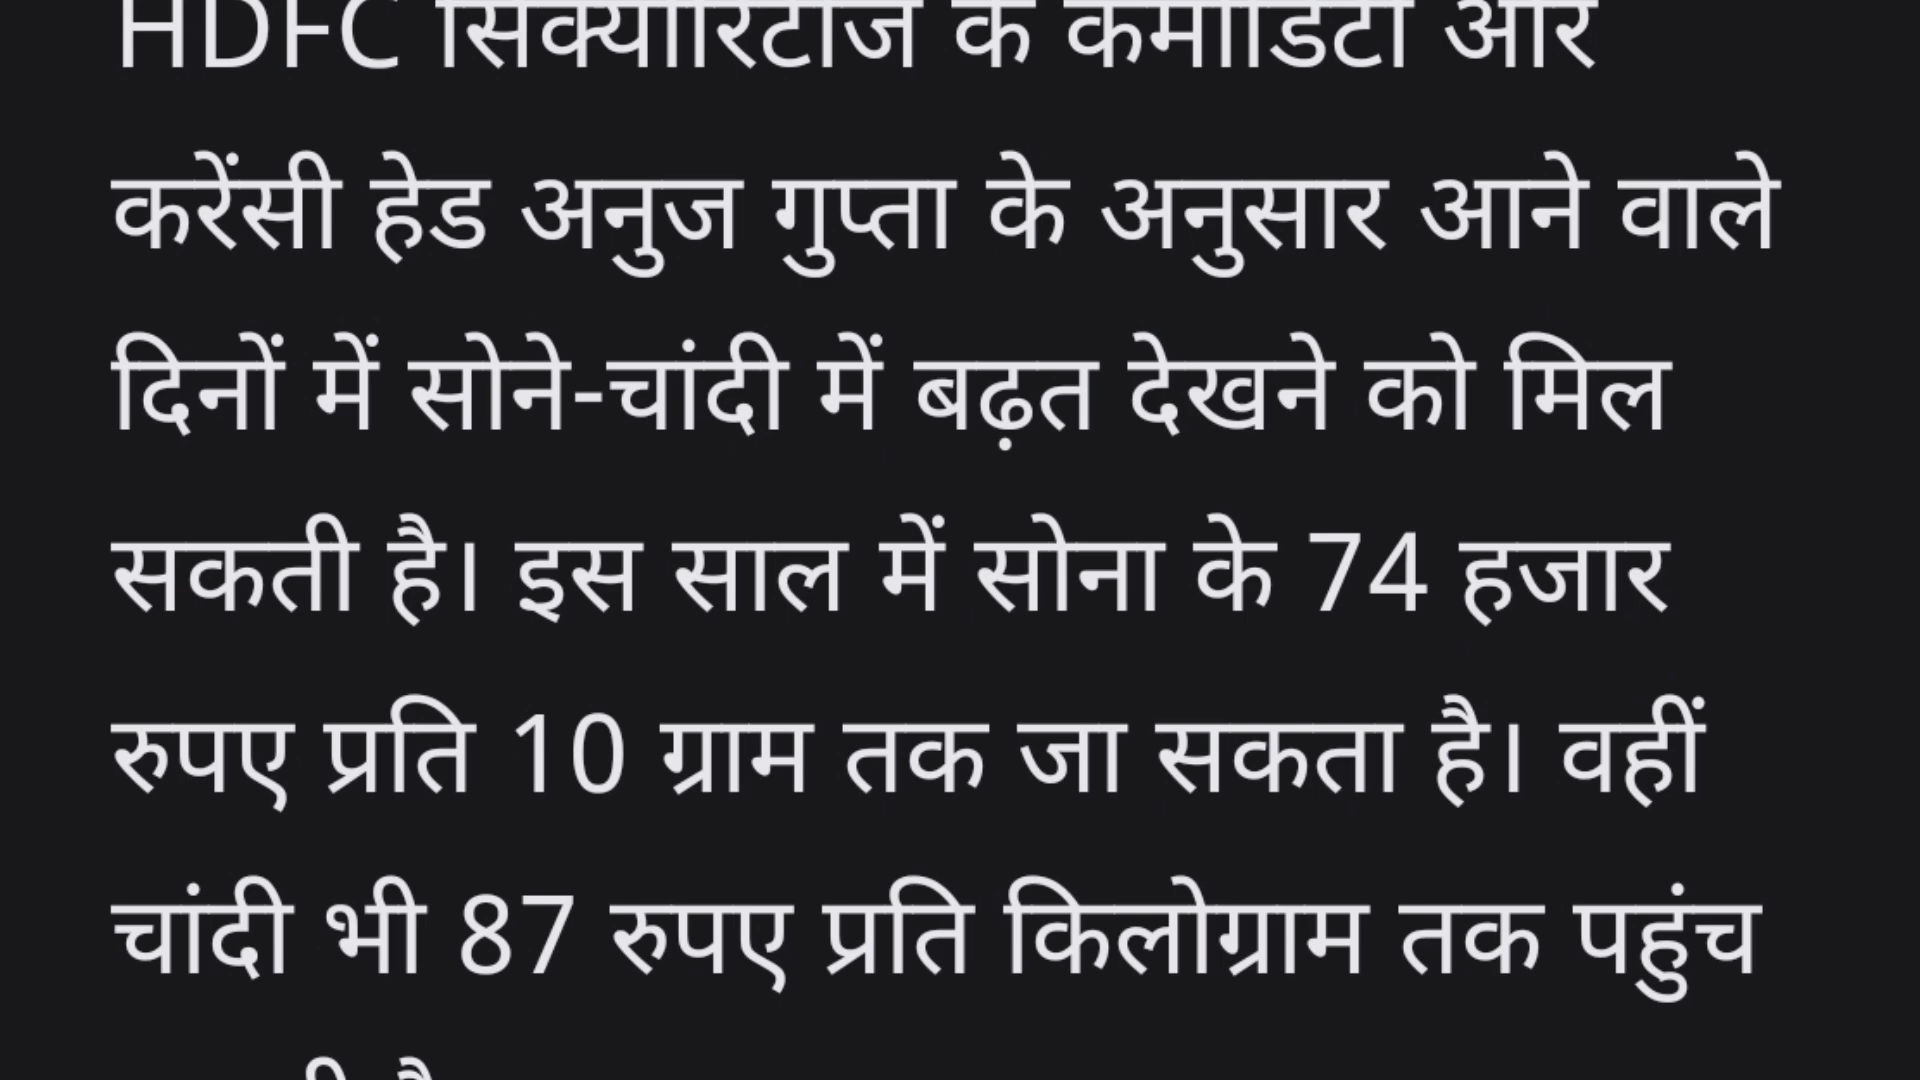 HDFC सिक्योरिटीज के कमोडिटी और
करेंसी हेड अनुज गुप्ता के अनुसार आने वाले
दिनों में सोने-चांदी में बढ़त देखने को मिल
सकती है। इस साल में सोना के 74 हजार
रुपए प्रति 10 ग्राम तक जा सकता है। वहीं
चांदी भी 87 रुपए प्रति किलोग्राम तक पहुंच